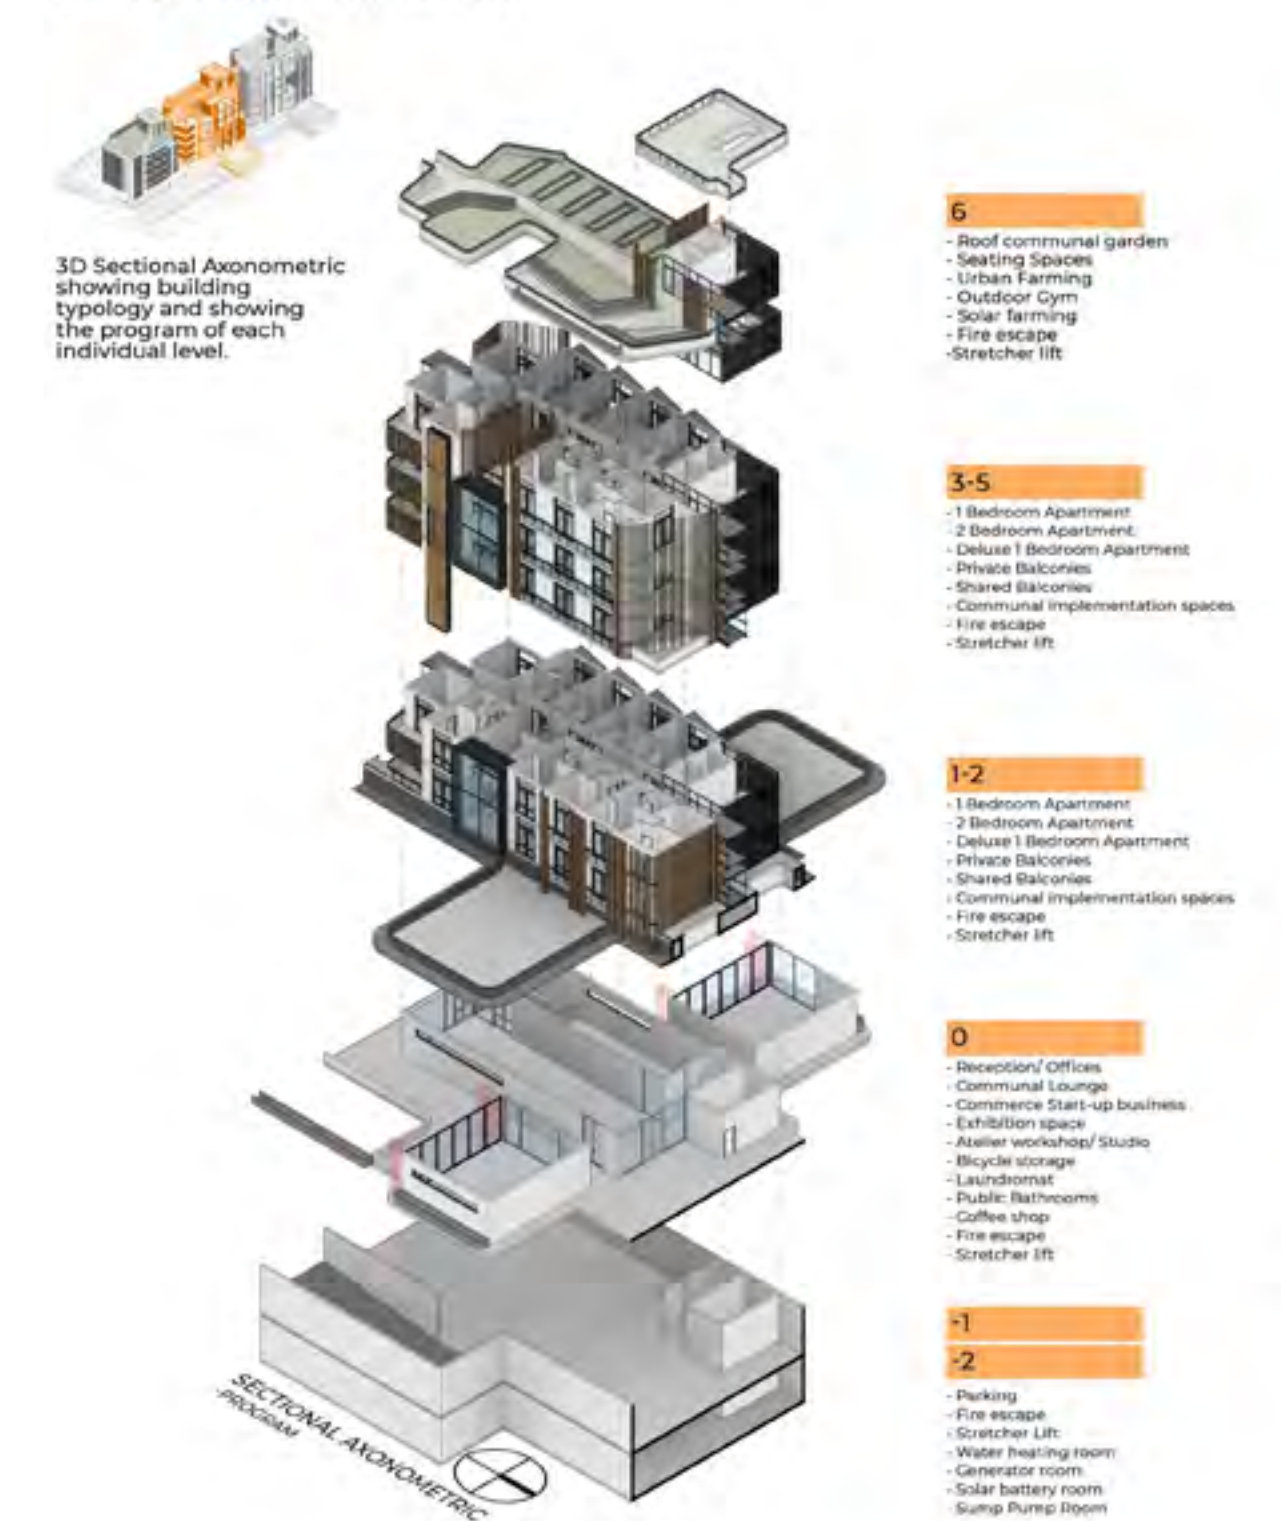 3D Sectional Axonometric
showing building
typology and showing
the program of each
individual level.
6
- Roof communal garden
- Seating Spaces
- Urban Farming
- Outdoor Gym
- Solar farming
- Fire escape
-Stretcher lift
3-5
- 1 Bedroom Apartment
- 2 Bedroom Apartment
- Deluxe 1 Bedroom Apartment
- Private Balconies
- Shared Balconies
- Communal implementation spaces
- Fire escape
- Stretcher lift
1-2
- 1 Bedroom Apartment
- 2 Bedroom Apartment
- Deluxe 1 Bedroom Apartment
- Private Balconies
- Shared Balconies
- Communal implementation spaces
- Fire escape
- Stretcher lift
0
- Reception/ Offices
- Communal Lounge
- Commerce Start-up business
- Exhibition space
- Atelier workshop/ Studio
- Bicycle storage
- Laundromat
- Public Bathrooms
- Coffee shop
- Fire escape
- Stretcher lift
-1
-2
- Parking
- Fire escape
- Stretcher Lift
- Water heating room
- Generator room
- Solar battery room
- Sump Pump Room
SECTIONAL AXONOMETRIC
-PROGRAM